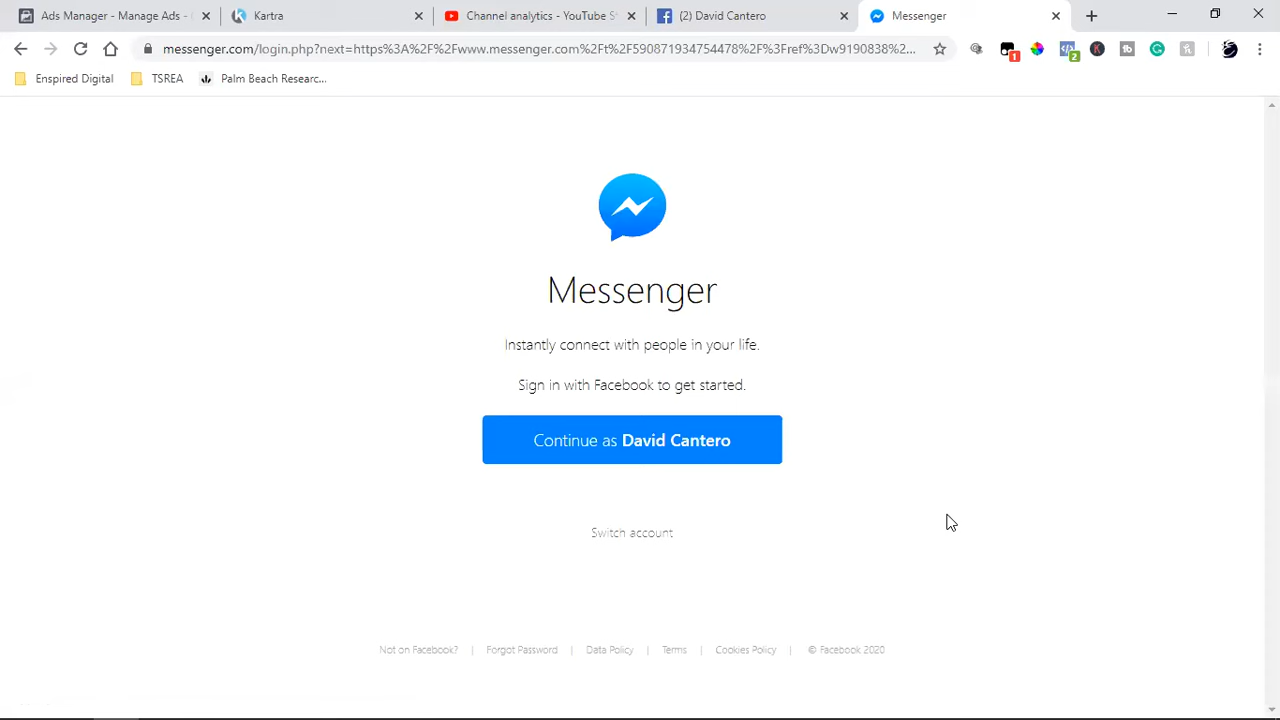 Ads Manager - Manage Ads
Kartra
Channel analytics - YouTube
(2) David Cantero
Messenger
messenger.com/login.php?next=https%3A%2F%2Fwww.messenger.com%2Ft%2F590871934754478%2F%3Fref%3Dw9190838%2...
1
2
Enspired Digital
TSREA
Palm Beach Researc...
Messenger
Instantly connect with people in your life.
Sign in with Facebook to get started.
Continue as David Cantero
Switch account
Not on Facebook? | Forgot Password | Data Policy | Terms | Cookies Policy | © Facebook 2020